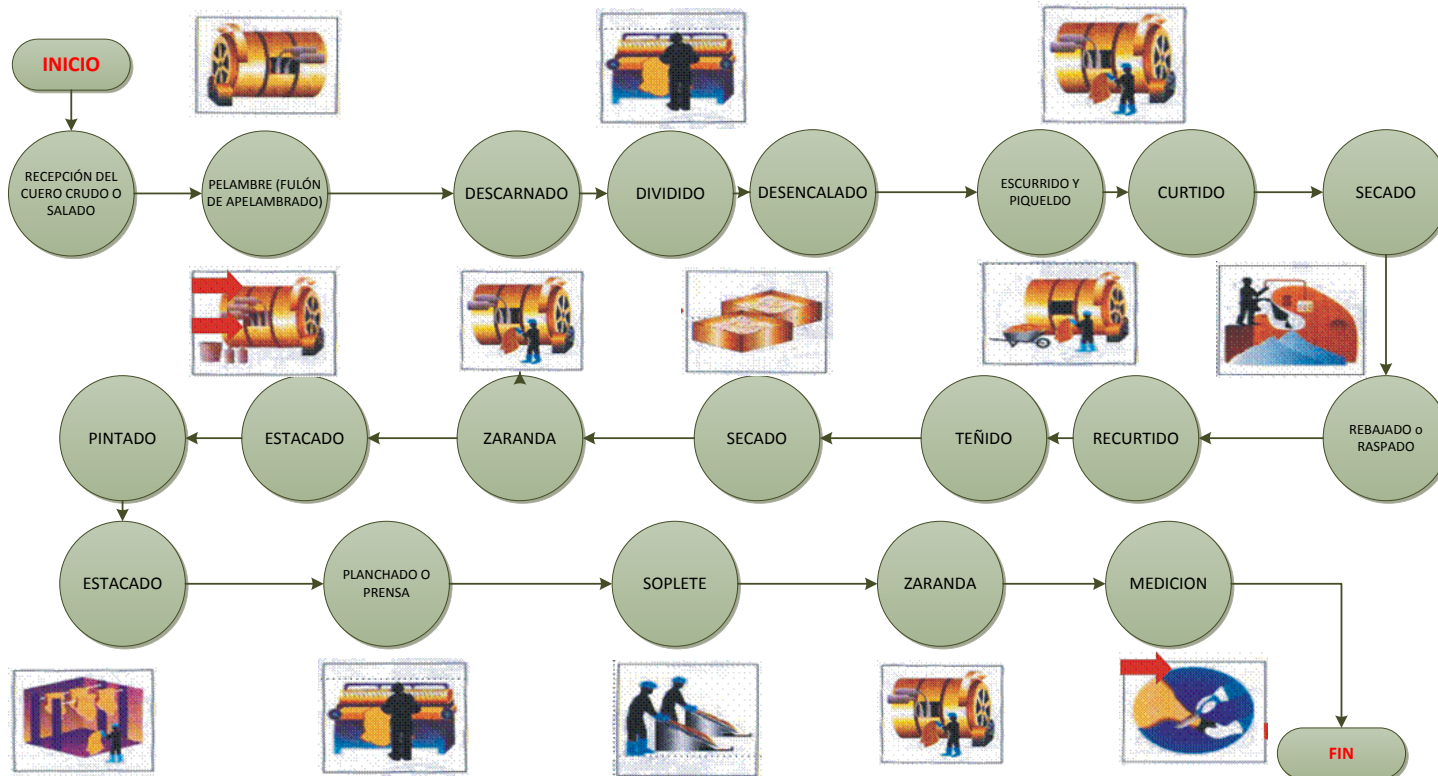 INICIO
RECEPCIÓN DEL
CUERO CRUDO O
SALADO
PELAMBRE (FULÓN
DE APELAMBRADO)
DESCARNADO
DIVIDIDO
DESENCALADO
ESCURRIDO Y
PIQUELDO
CURTIDO
SECADO
PINTADO
ESTACADO
ZARANDA
SECADO
TEÑIDO
RECURTIDO
REBAJADO o
RASPADO
ESTACADO
PLANCHADO O
PRENSA
SOPLETE
ZARANDA
MEDICION
FIN